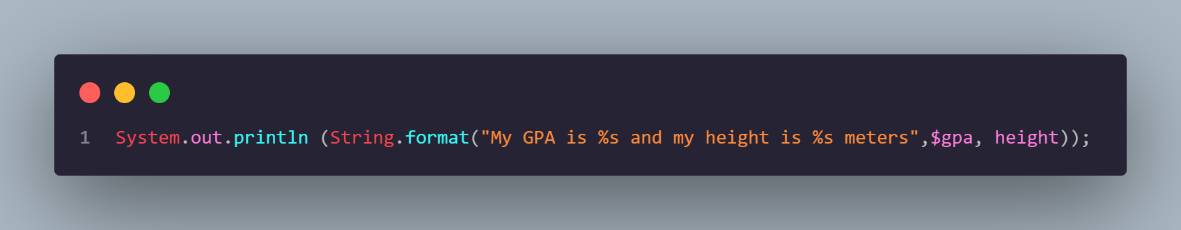 1 System.out.println (String.format("My GPA is %s and my height is %s meters",$gpa, height));